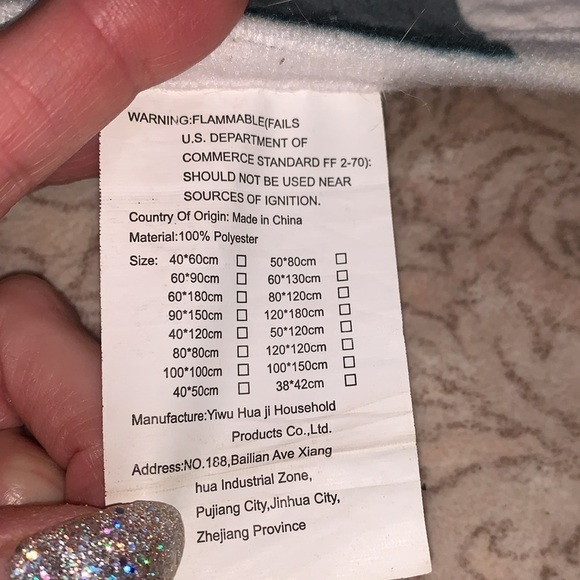 WARNING:FLAMMABLE(FAILS
U.S. DEPARTMENT OF
COMMERCE STANDARD FF 2-70):
SHOULD NOT BE USED NEAR
SOURCES OF IGNITION.
Country Of Origin: Made in China
Material:100% Polyester
Size: 40*60cm ☐ 50*80cm ☐
60*90cm ☐ 60*130cm ☐
60*180cm ☐ 80*120cm ☐
90*150cm ☐ 120*180cm ☐
40*120cm ☐ 50*120cm ☐
80*80cm ☐ 120*120cm ☐
100*100cm ☐ 100*150cm ☐
40*50cm ☐ 38*42cm ☐
Manufacture:Yiwu Hua ji Household
Products Co.,Ltd.
Address:NO.188,Bailian Ave Xiang
hua Industrial Zone,
Pujiang City,Jinhua City,
Zhejiang Province